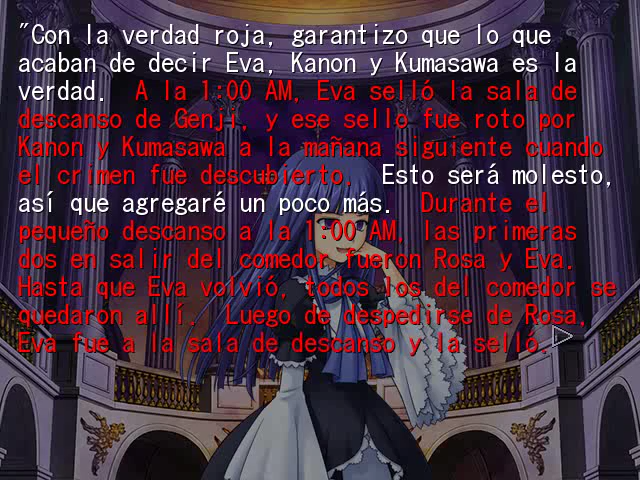 "Con la verdad roja, garantizo que lo que
acaban de decir Eva, Kanon y Kumasawa es la
verdad.  A la 1:00 AM, Eva selló la sala de
descanso de Genji, y ese sello fue roto por
Kanon y Kumasawa a la mañana siguiente cuando
el crimen fue descubierto.  Esto será molesto,
así que agregaré un poco más.  Durante el
pequeño descanso a la 1:00 AM, las primeras
dos en salir del comedor fueron Rosa y Eva.
Hasta que Eva volvió, todos los del comedor se
quedaron allí.  Luego de despedirse de Rosa,
Eva fue a la sala de descanso y la selló.